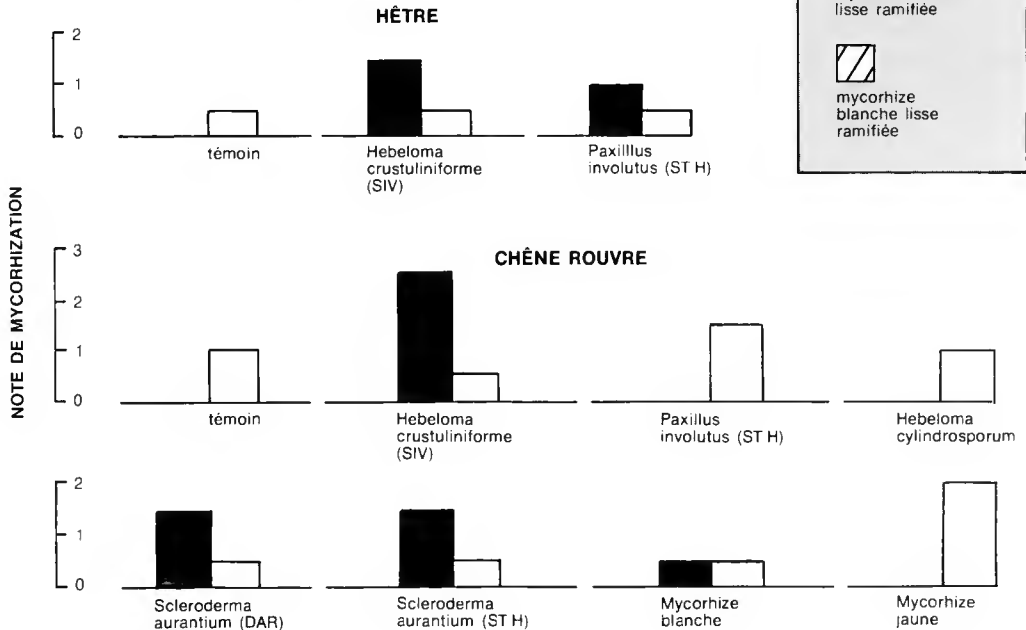 lisse ramifiée
mycorhize
blanche lisse
ramifiée
HÊTRE
2
1
0
témoin
Hebeloma
crustuliniforme
(SIV)
Paxilllus
involutus (ST H)
NOTE DE MYCORHIZATION
CHÊNE ROUVRE
3
2
1
0
témoin
Hebeloma
crustuliniforme
(SIV)
Paxillus
involutus (ST H)
Hebeloma
cylindrosporum
2
1
0
Scleroderma
aurantium (DAR)
Scleroderma
aurantium (ST H)
Mycorhize
blanche
Mycorhize
jaune